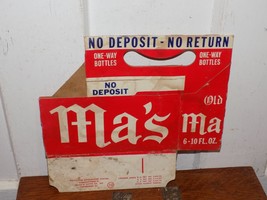 NO DEPOSIT - NO RETURN
ONE-WAY
BOTTLES
ONE-WAY
BOTTLES
NO
DEPOSIT
Ma's
Old
Ma
6-10 FL. OZ.